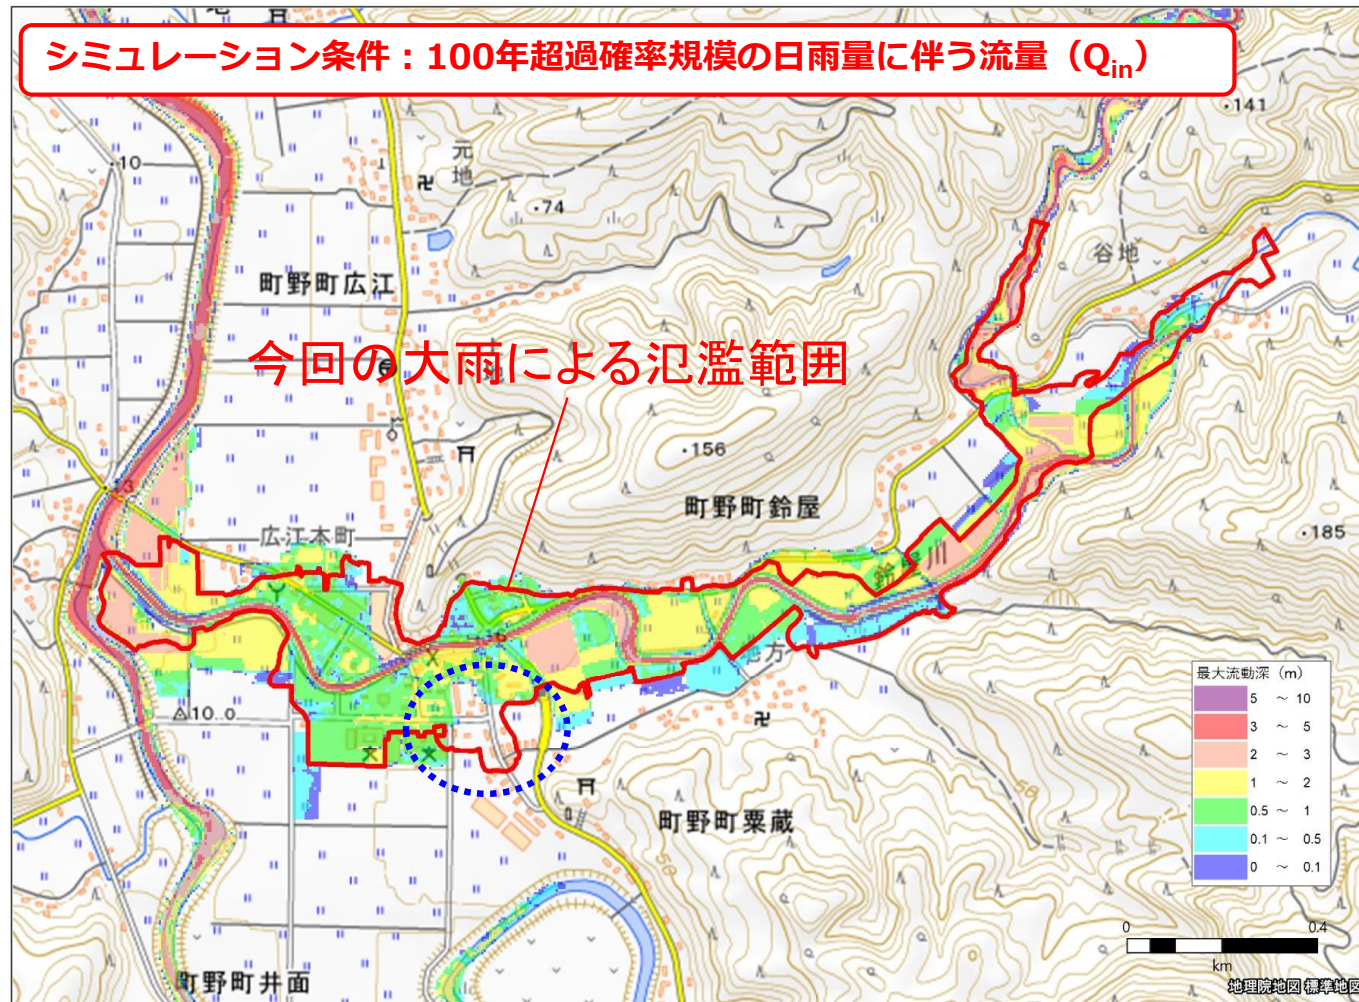 シミュレーション条件：100年超過確率規模の日雨量に伴う流量（Qin）
・141
・10
元地
・74
谷地
町野町広江
今回の大雨による氾濫範囲
・156
町野町鈴屋
・185
広江本町
鈴屋川
地方
△10.0
町野町粟蔵
50
町野町井面
最大流動深（m）
5 ～ 10
3 ～ 5
2 ～ 3
1 ～ 2
0.5 ～ 1
0.1 ～ 0.5
0 ～ 0.1
0 0.4
km
地理院地図 標準地図